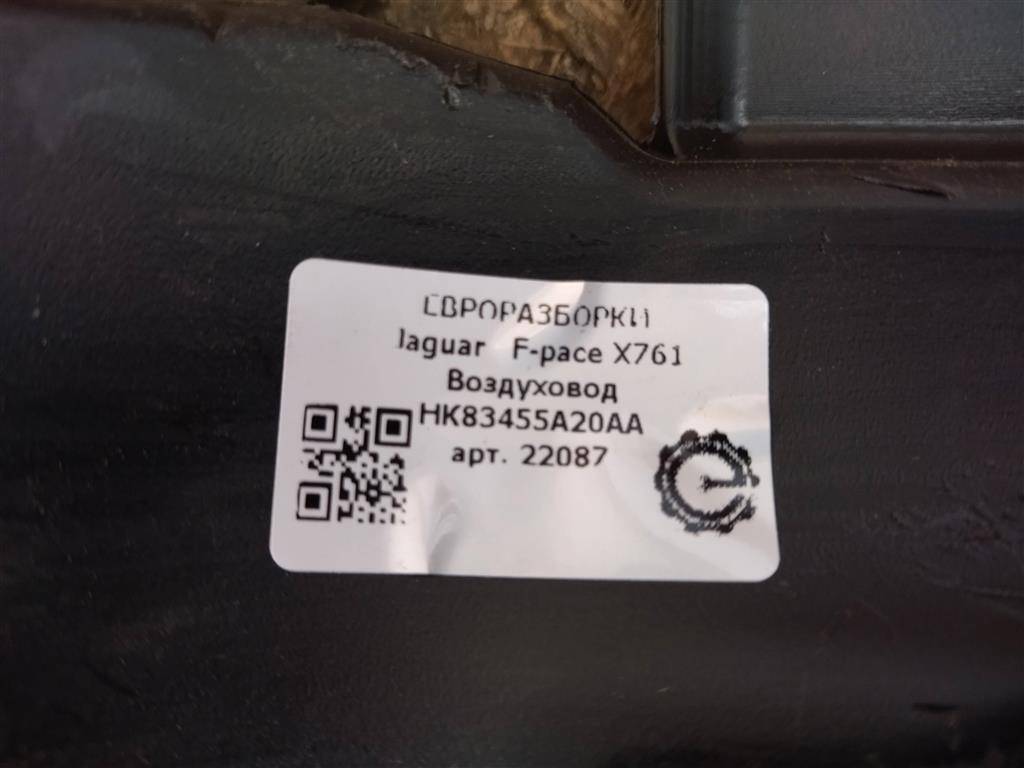 ЕВРОРАЗБОРКИ
Jaguar F-pace X761
Воздуховод
HK83455A20AA
арт. 22087